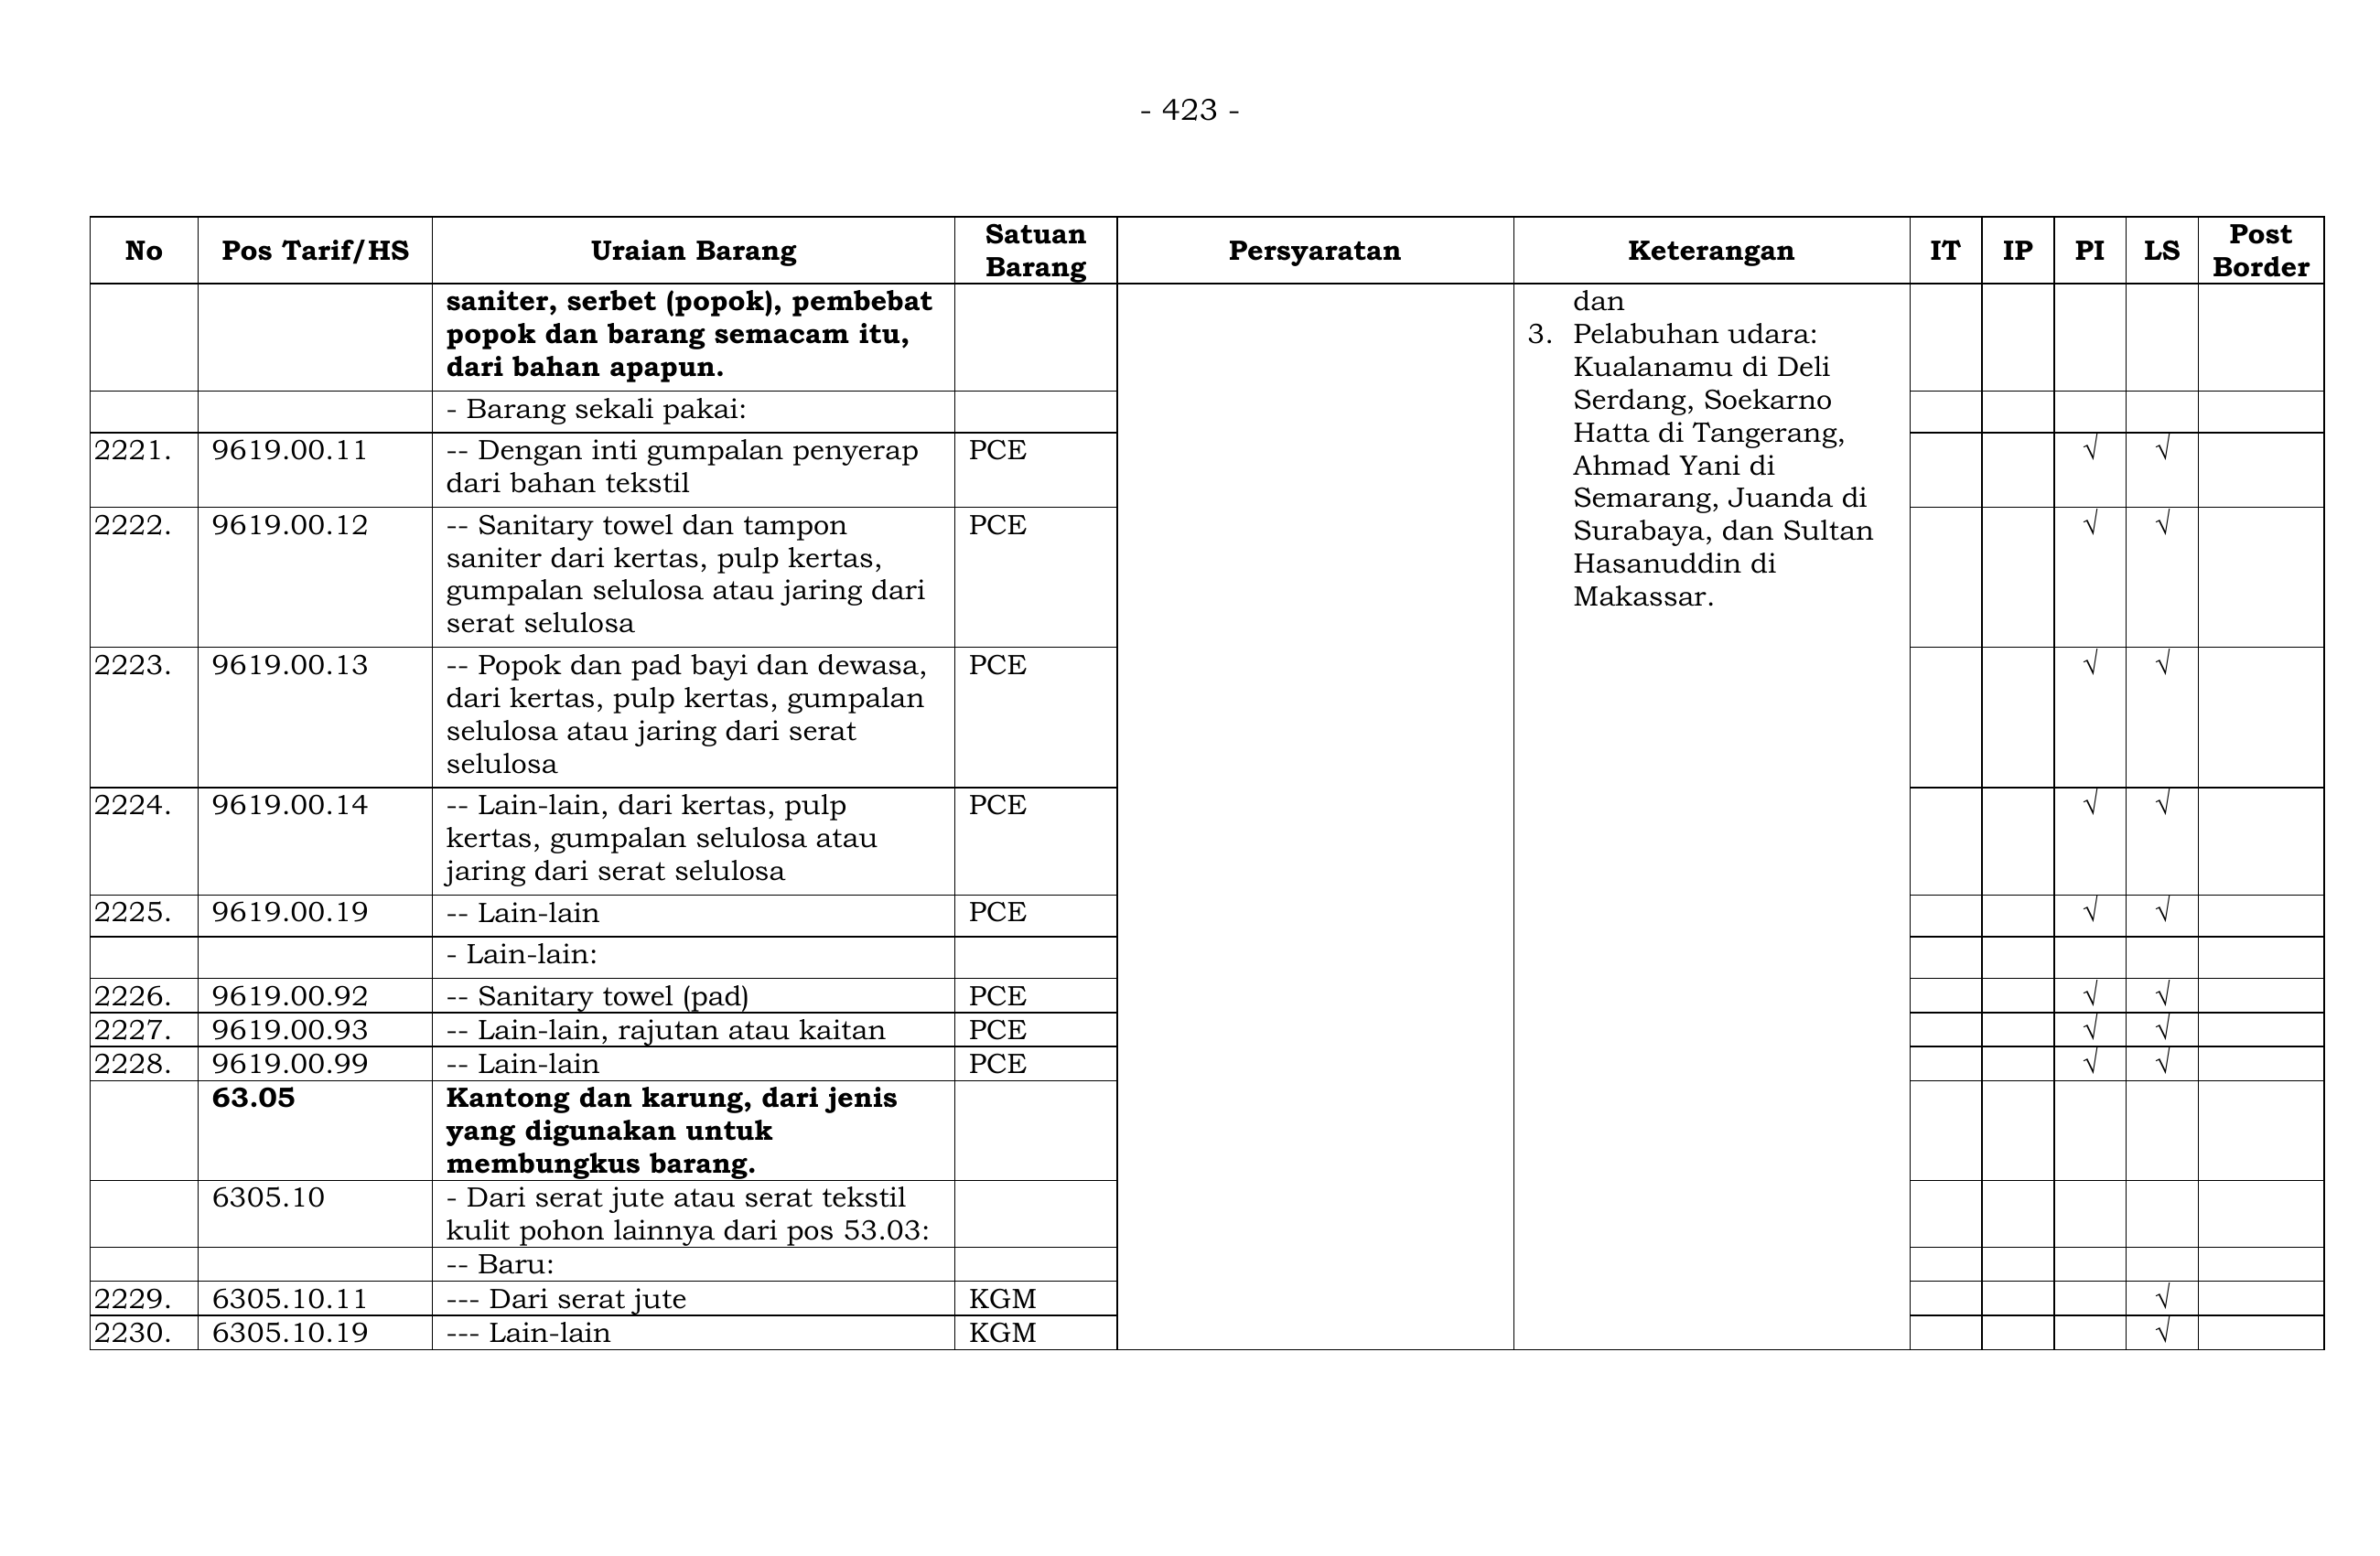 - 423 -
No Pos Tarif/HS Uraian Barang Satuan Barang Persyaratan Keterangan IT IP PI LS Post Border
saniter, serbet (popok), pembebat
popok dan barang semacam itu,
dari bahan apapun.
- Barang sekali pakai:
2221. 9619.00.11 -- Dengan inti gumpalan penyerap PCE √ √
dari bahan tekstil
2222. 9619.00.12 -- Sanitary towel dan tampon PCE √ √
saniter dari kertas, pulp kertas,
gumpalan selulosa atau jaring dari
serat selulosa
2223. 9619.00.13 -- Popok dan pad bayi dan dewasa, PCE √ √
dari kertas, pulp kertas, gumpalan
selulosa atau jaring dari serat
selulosa
2224. 9619.00.14 -- Lain-lain, dari kertas, pulp PCE √ √
kertas, gumpalan selulosa atau
jaring dari serat selulosa
2225. 9619.00.19 -- Lain-lain PCE √ √
- Lain-lain:
2226. 9619.00.92 -- Sanitary towel (pad) PCE √ √
2227. 9619.00.93 -- Lain-lain, rajutan atau kaitan PCE √ √
2228. 9619.00.99 -- Lain-lain PCE √ √
63.05 Kantong dan karung, dari jenis
yang digunakan untuk
membungkus barang.
6305.10 - Dari serat jute atau serat tekstil
kulit pohon lainnya dari pos 53.03:
-- Baru:
2229. 6305.10.11 --- Dari serat jute KGM √
2230. 6305.10.19 --- Lain-lain KGM √
dan
3. Pelabuhan udara:
Kualanamu di Deli
Serdang, Soekarno
Hatta di Tangerang,
Ahmad Yani di
Semarang, Juanda di
Surabaya, dan Sultan
Hasanuddin di
Makassar.